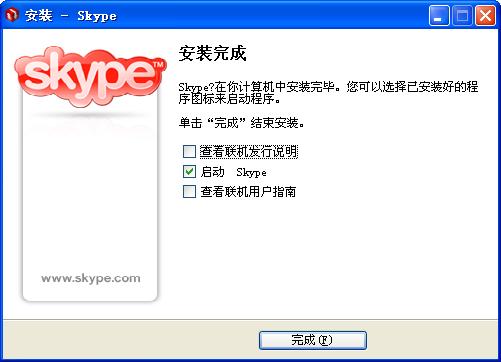 安装 - Skype
skype™
安装完成
Skype?在你计算机中安装完毕。您可以选择已安装好的程
序图标来启动程序。
单击“完成”结束安装。
查看联机发行说明
启动 Skype
查看联机用户指南
www.skype.com
完成(F)